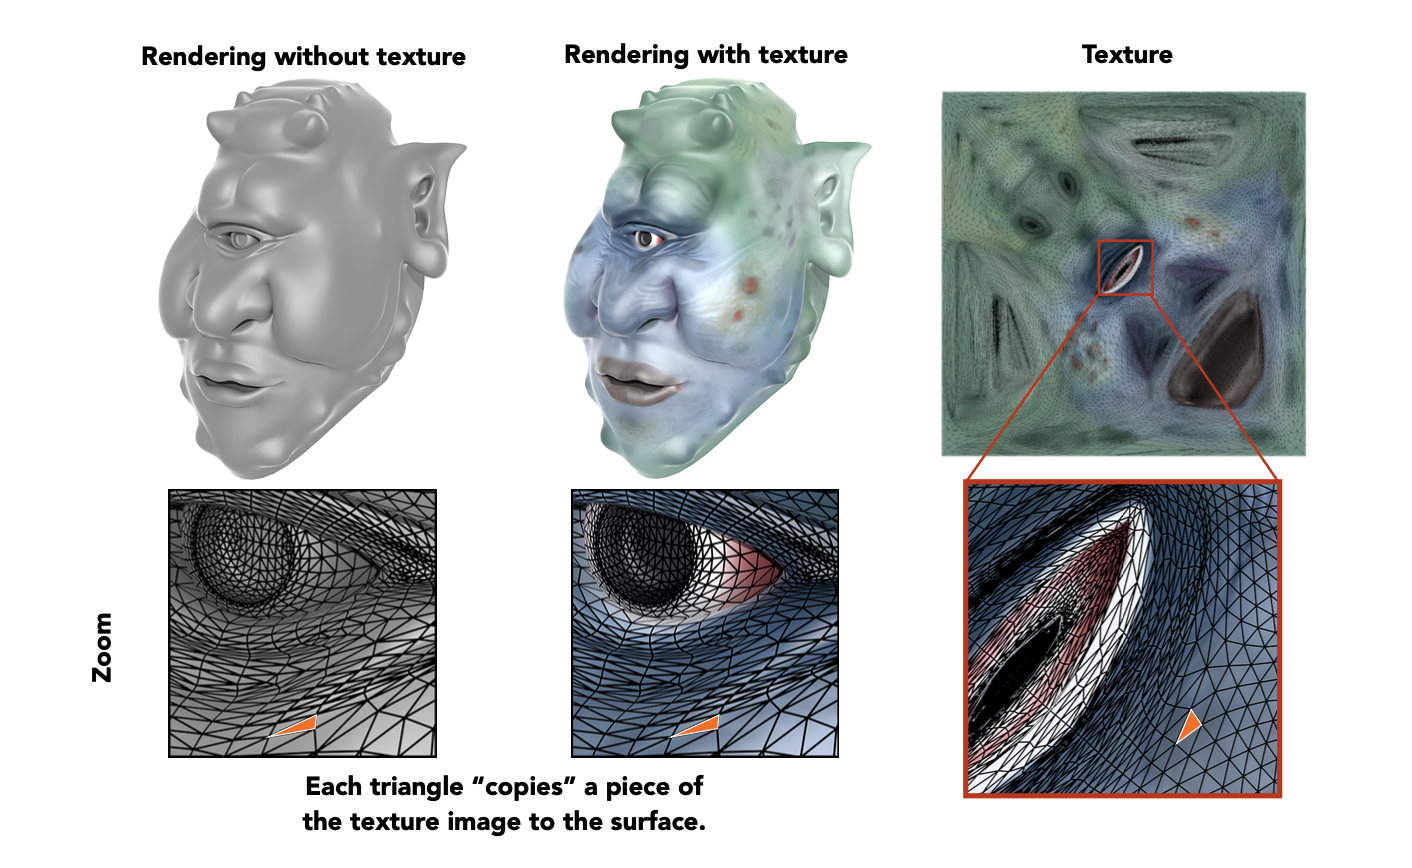 Rendering without texture
Rendering with texture
Texture
Zoom
Each triangle “copies” a piece of
the texture image to the surface.